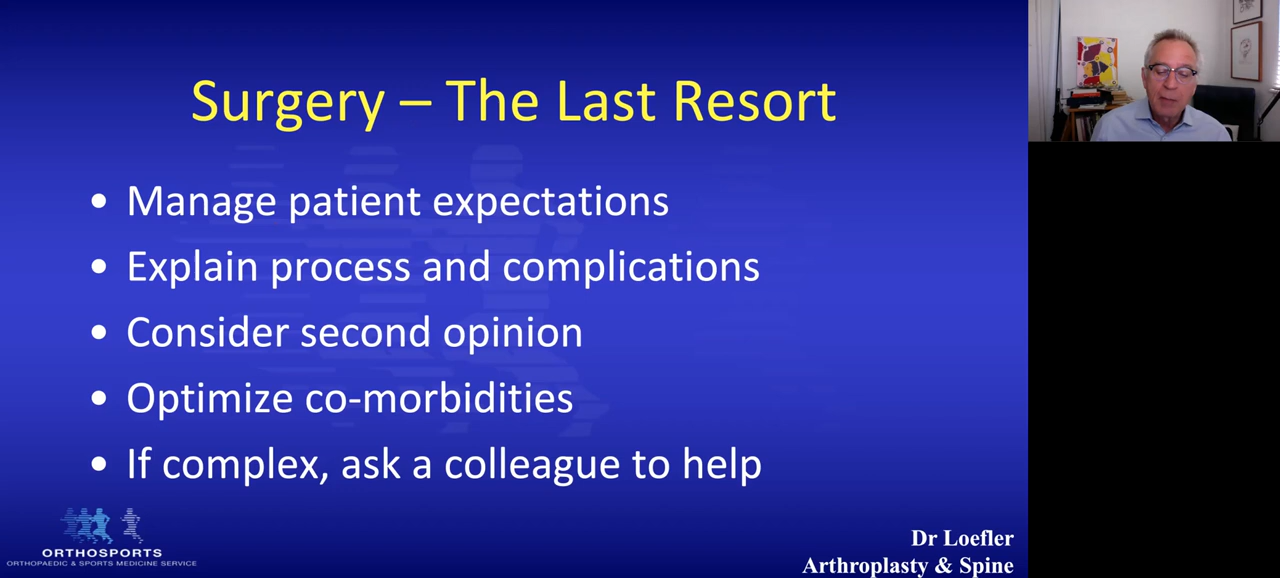 Surgery – The Last Resort
• Manage patient expectations
• Explain process and complications
• Consider second opinion
• Optimize co-morbidities
• If complex, ask a colleague to help
ORTHOSPORTS
ORTHOPAEDIC & SPORTS MEDICINE SERVICE
Dr Loefler
Arthroplasty & Spine